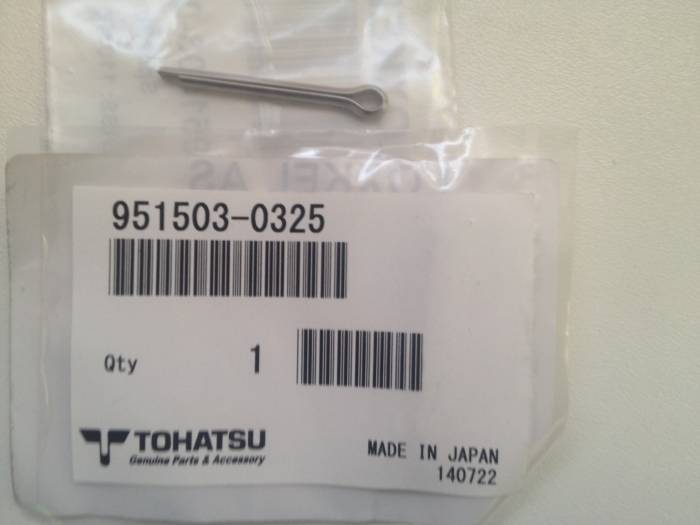 951503-0325
Qty 1
TOHATSU
Genuine Parts & Accessory
MADE IN JAPAN
140722